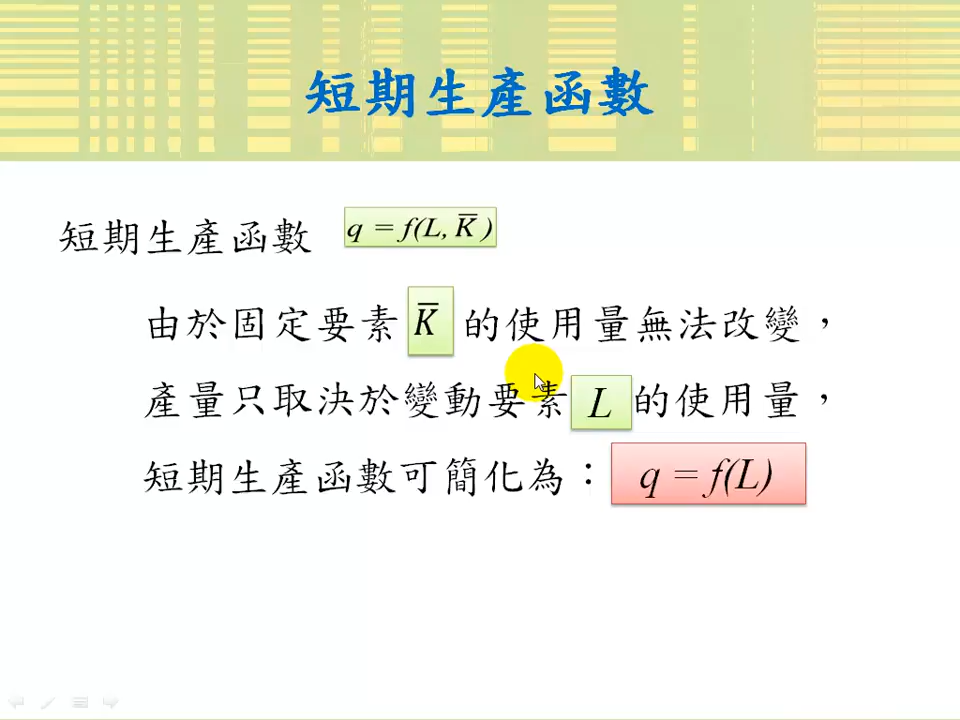 短期生產函數
短期生產函數 q = f(L, K̅ )
由於固定要素 K̅ 的使用量無法改變，
產量只取決於變動要素 L 的使用量，
短期生產函數可簡化為： q = f(L)